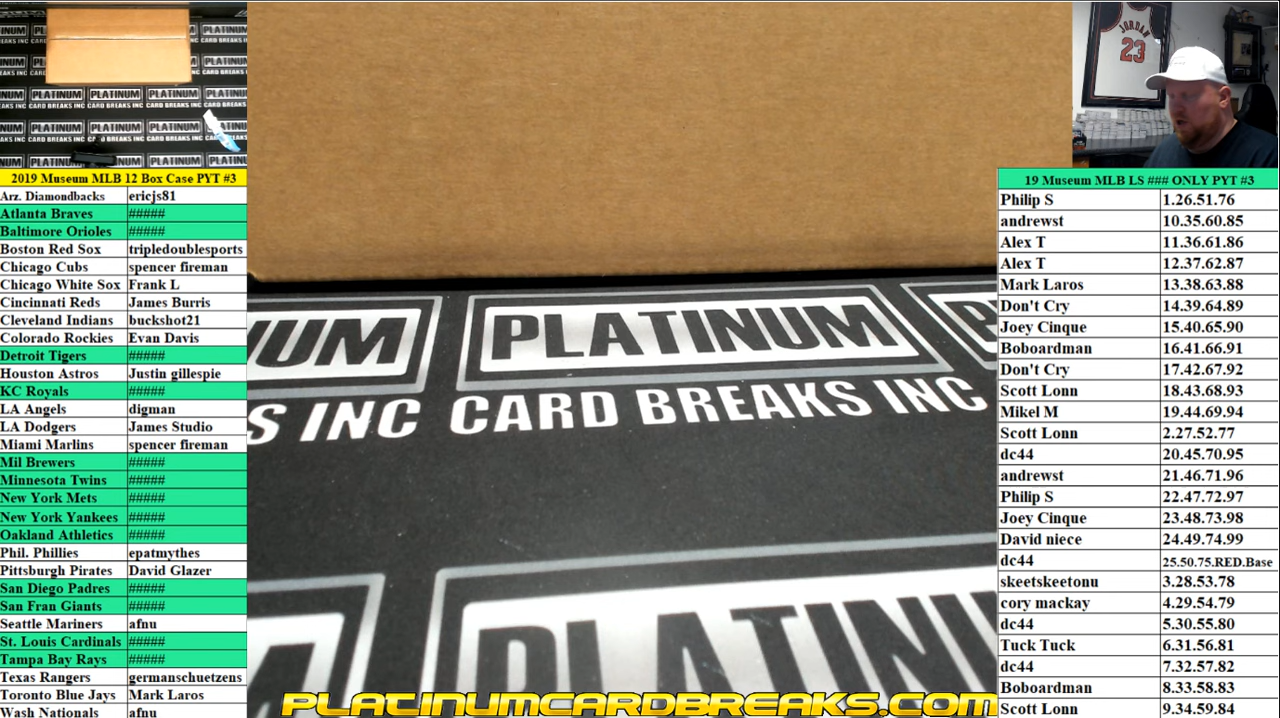 2019 Museum MLB 12 Box Case PYT #3
Arz. Diamondbacks ericjs81
Atlanta Braves #####
Baltimore Orioles #####
Boston Red Sox tripledoublesports
Chicago Cubs spencer fireman
Chicago White Sox Frank L
Cincinnati Reds James Burris
Cleveland Indians buckshot21
Colorado Rockies Evan Davis
Detroit Tigers #####
Houston Astros Justin gillespie
KC Royals #####
LA Angels digman
LA Dodgers James Studio
Miami Marlins spencer fireman
Mil Brewers #####
Minnesota Twins #####
New York Mets #####
New York Yankees #####
Oakland Athletics #####
Phil. Phillies epatmythes
Pittsburgh Pirates David Glazer
San Diego Padres #####
San Fran Giants #####
Seattle Mariners afnu
St. Louis Cardinals #####
Tampa Bay Rays #####
Texas Rangers germanschuetzens
Toronto Blue Jays Mark Laros
Wash Nationals afnu
UM PLATINUM P
S INC CARD BREAKS INC
PLATINU
PLATINUMCARDBREAKS.COM
JORDAN
23
19 Museum MLB LS ### ONLY PYT #3
Philip S 1.26.51.76
andrewst 10.35.60.85
Alex T 11.36.61.86
Alex T 12.37.62.87
Mark Laros 13.38.63.88
Don't Cry 14.39.64.89
Joey Cinque 15.40.65.90
Boboardman 16.41.66.91
Don't Cry 17.42.67.92
Scott Lonn 18.43.68.93
Mikel M 19.44.69.94
Scott Lonn 2.27.52.77
dc44 20.45.70.95
andrewst 21.46.71.96
Philip S 22.47.72.97
Joey Cinque 23.48.73.98
David niece 24.49.74.99
dc44 25.50.75.RED.Base
skeetskeetonu 3.28.53.78
cory mackay 4.29.54.79
dc44 5.30.55.80
Tuck Tuck 6.31.56.81
dc44 7.32.57.82
Boboardman 8.33.58.83
Scott Lonn 9.34.59.84